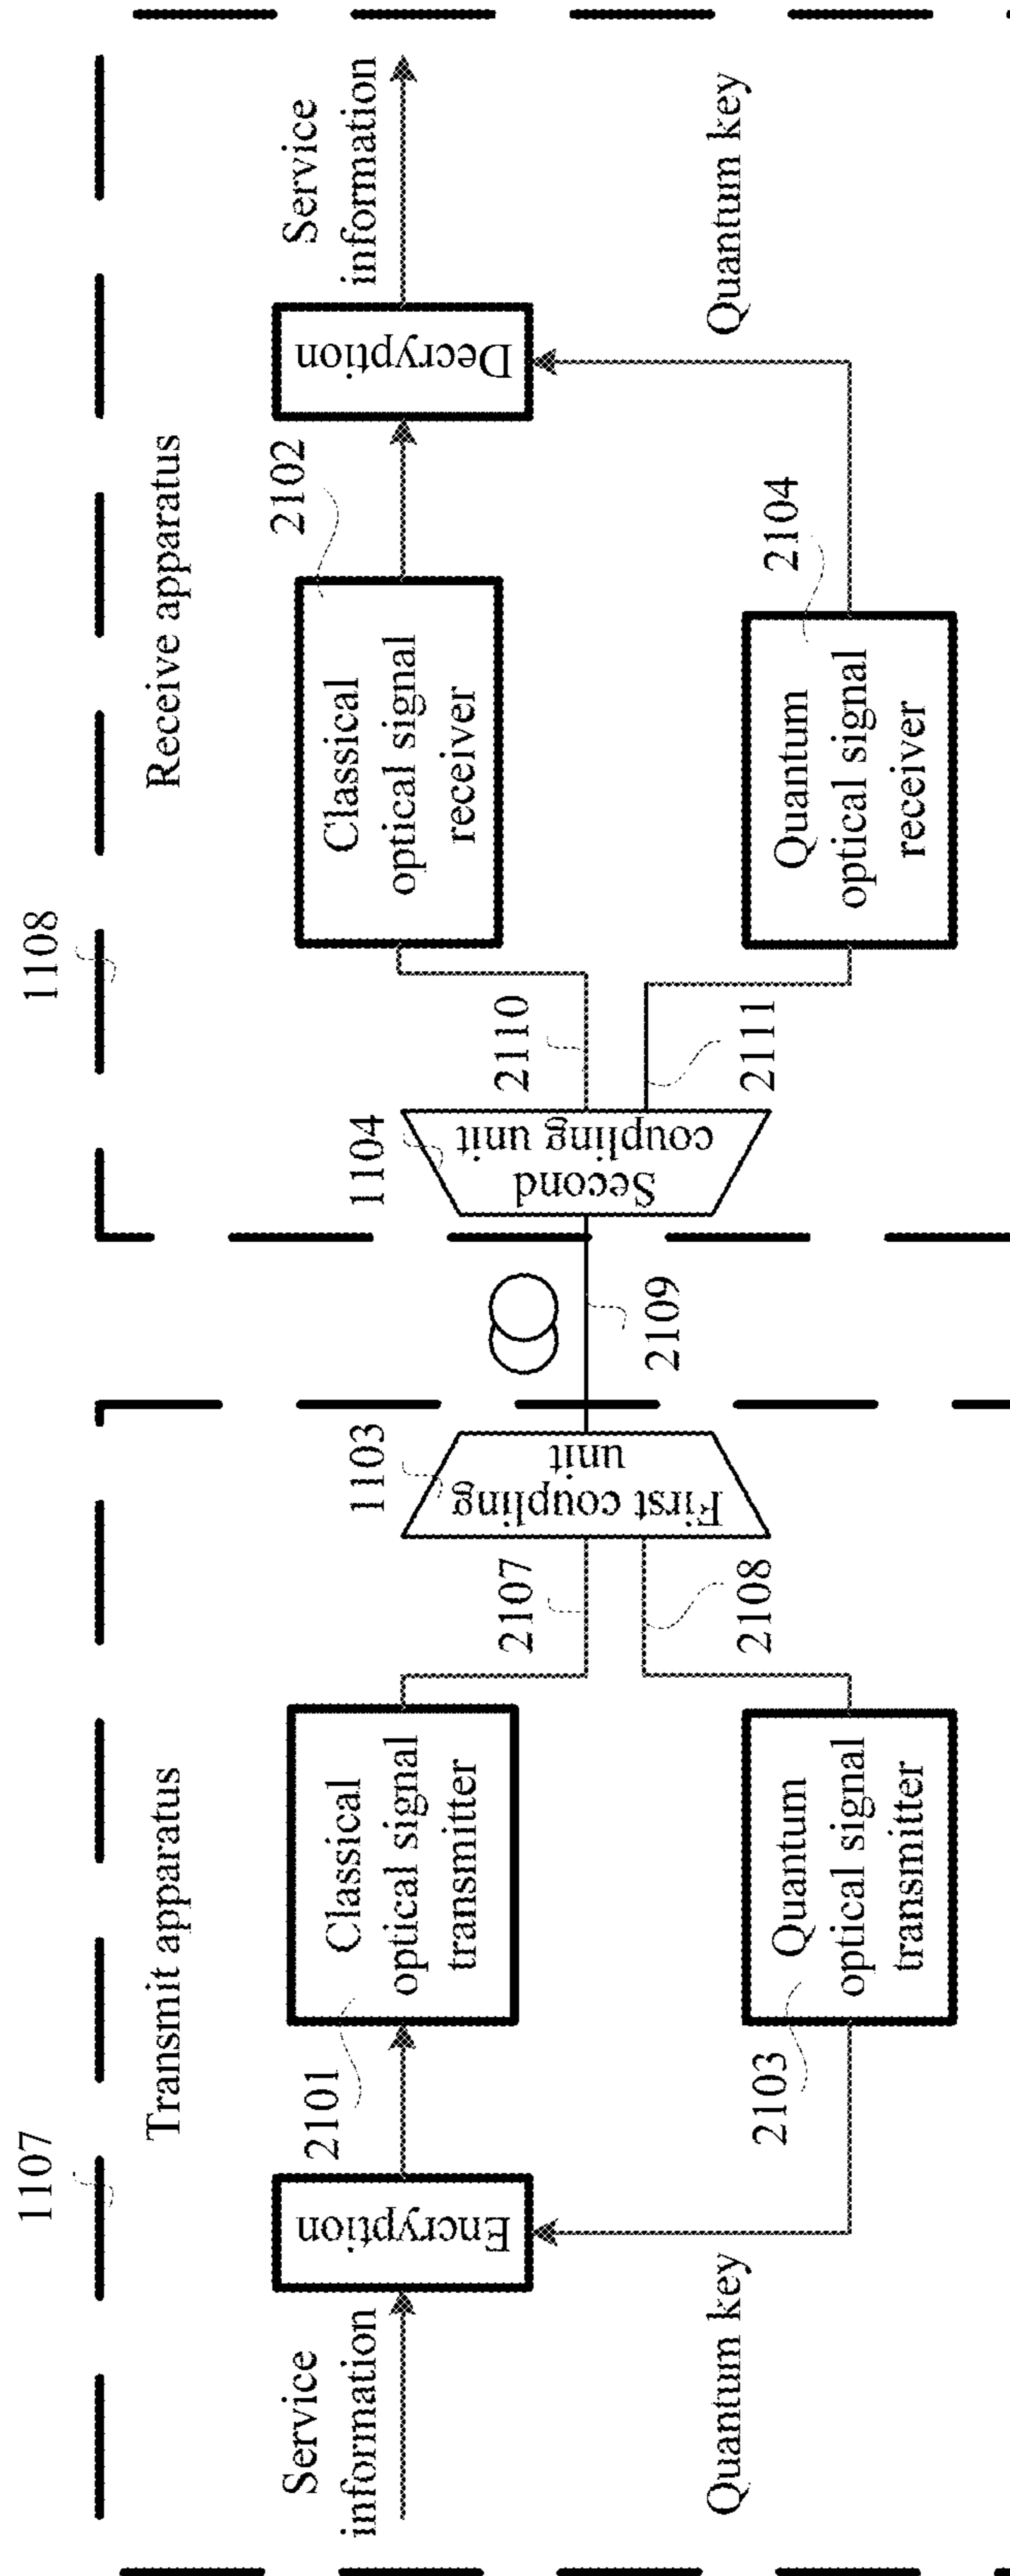 1107
Transmit apparatus
Service
information
Encryption
2101
Classical
optical signal
transmitter
Quantum key
2103
Quantum
optical signal
transmitter
2107
2108
1103
First coupling
unit
2109
1108
Receive apparatus
1104
Second
coupling unit
2110
2111
Classical
optical signal
receiver
2102
Quantum
optical signal
receiver
2104
Decryption
Service
information
Quantum key